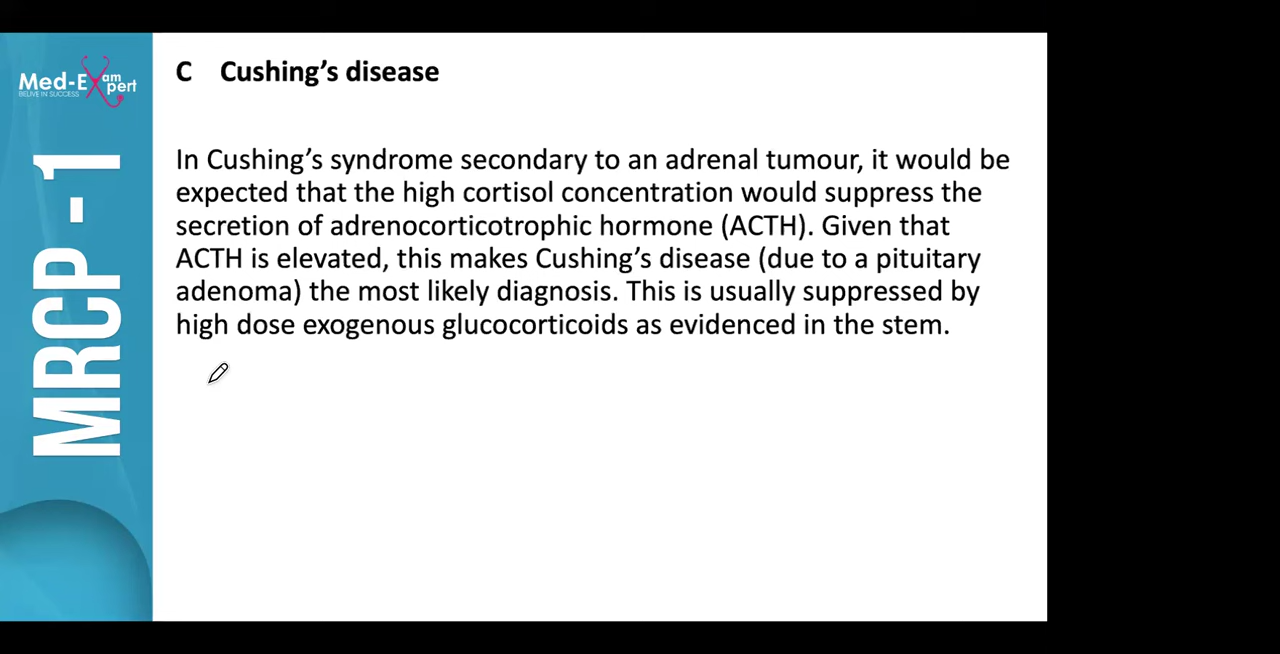 Med-Exam
pert
BELIVE IN SUCCESS
MRCP - 1
C Cushing’s disease
In Cushing’s syndrome secondary to an adrenal tumour, it would be
expected that the high cortisol concentration would suppress the
secretion of adrenocorticotrophic hormone (ACTH). Given that
ACTH is elevated, this makes Cushing’s disease (due to a pituitary
adenoma) the most likely diagnosis. This is usually suppressed by
high dose exogenous glucocorticoids as evidenced in the stem.